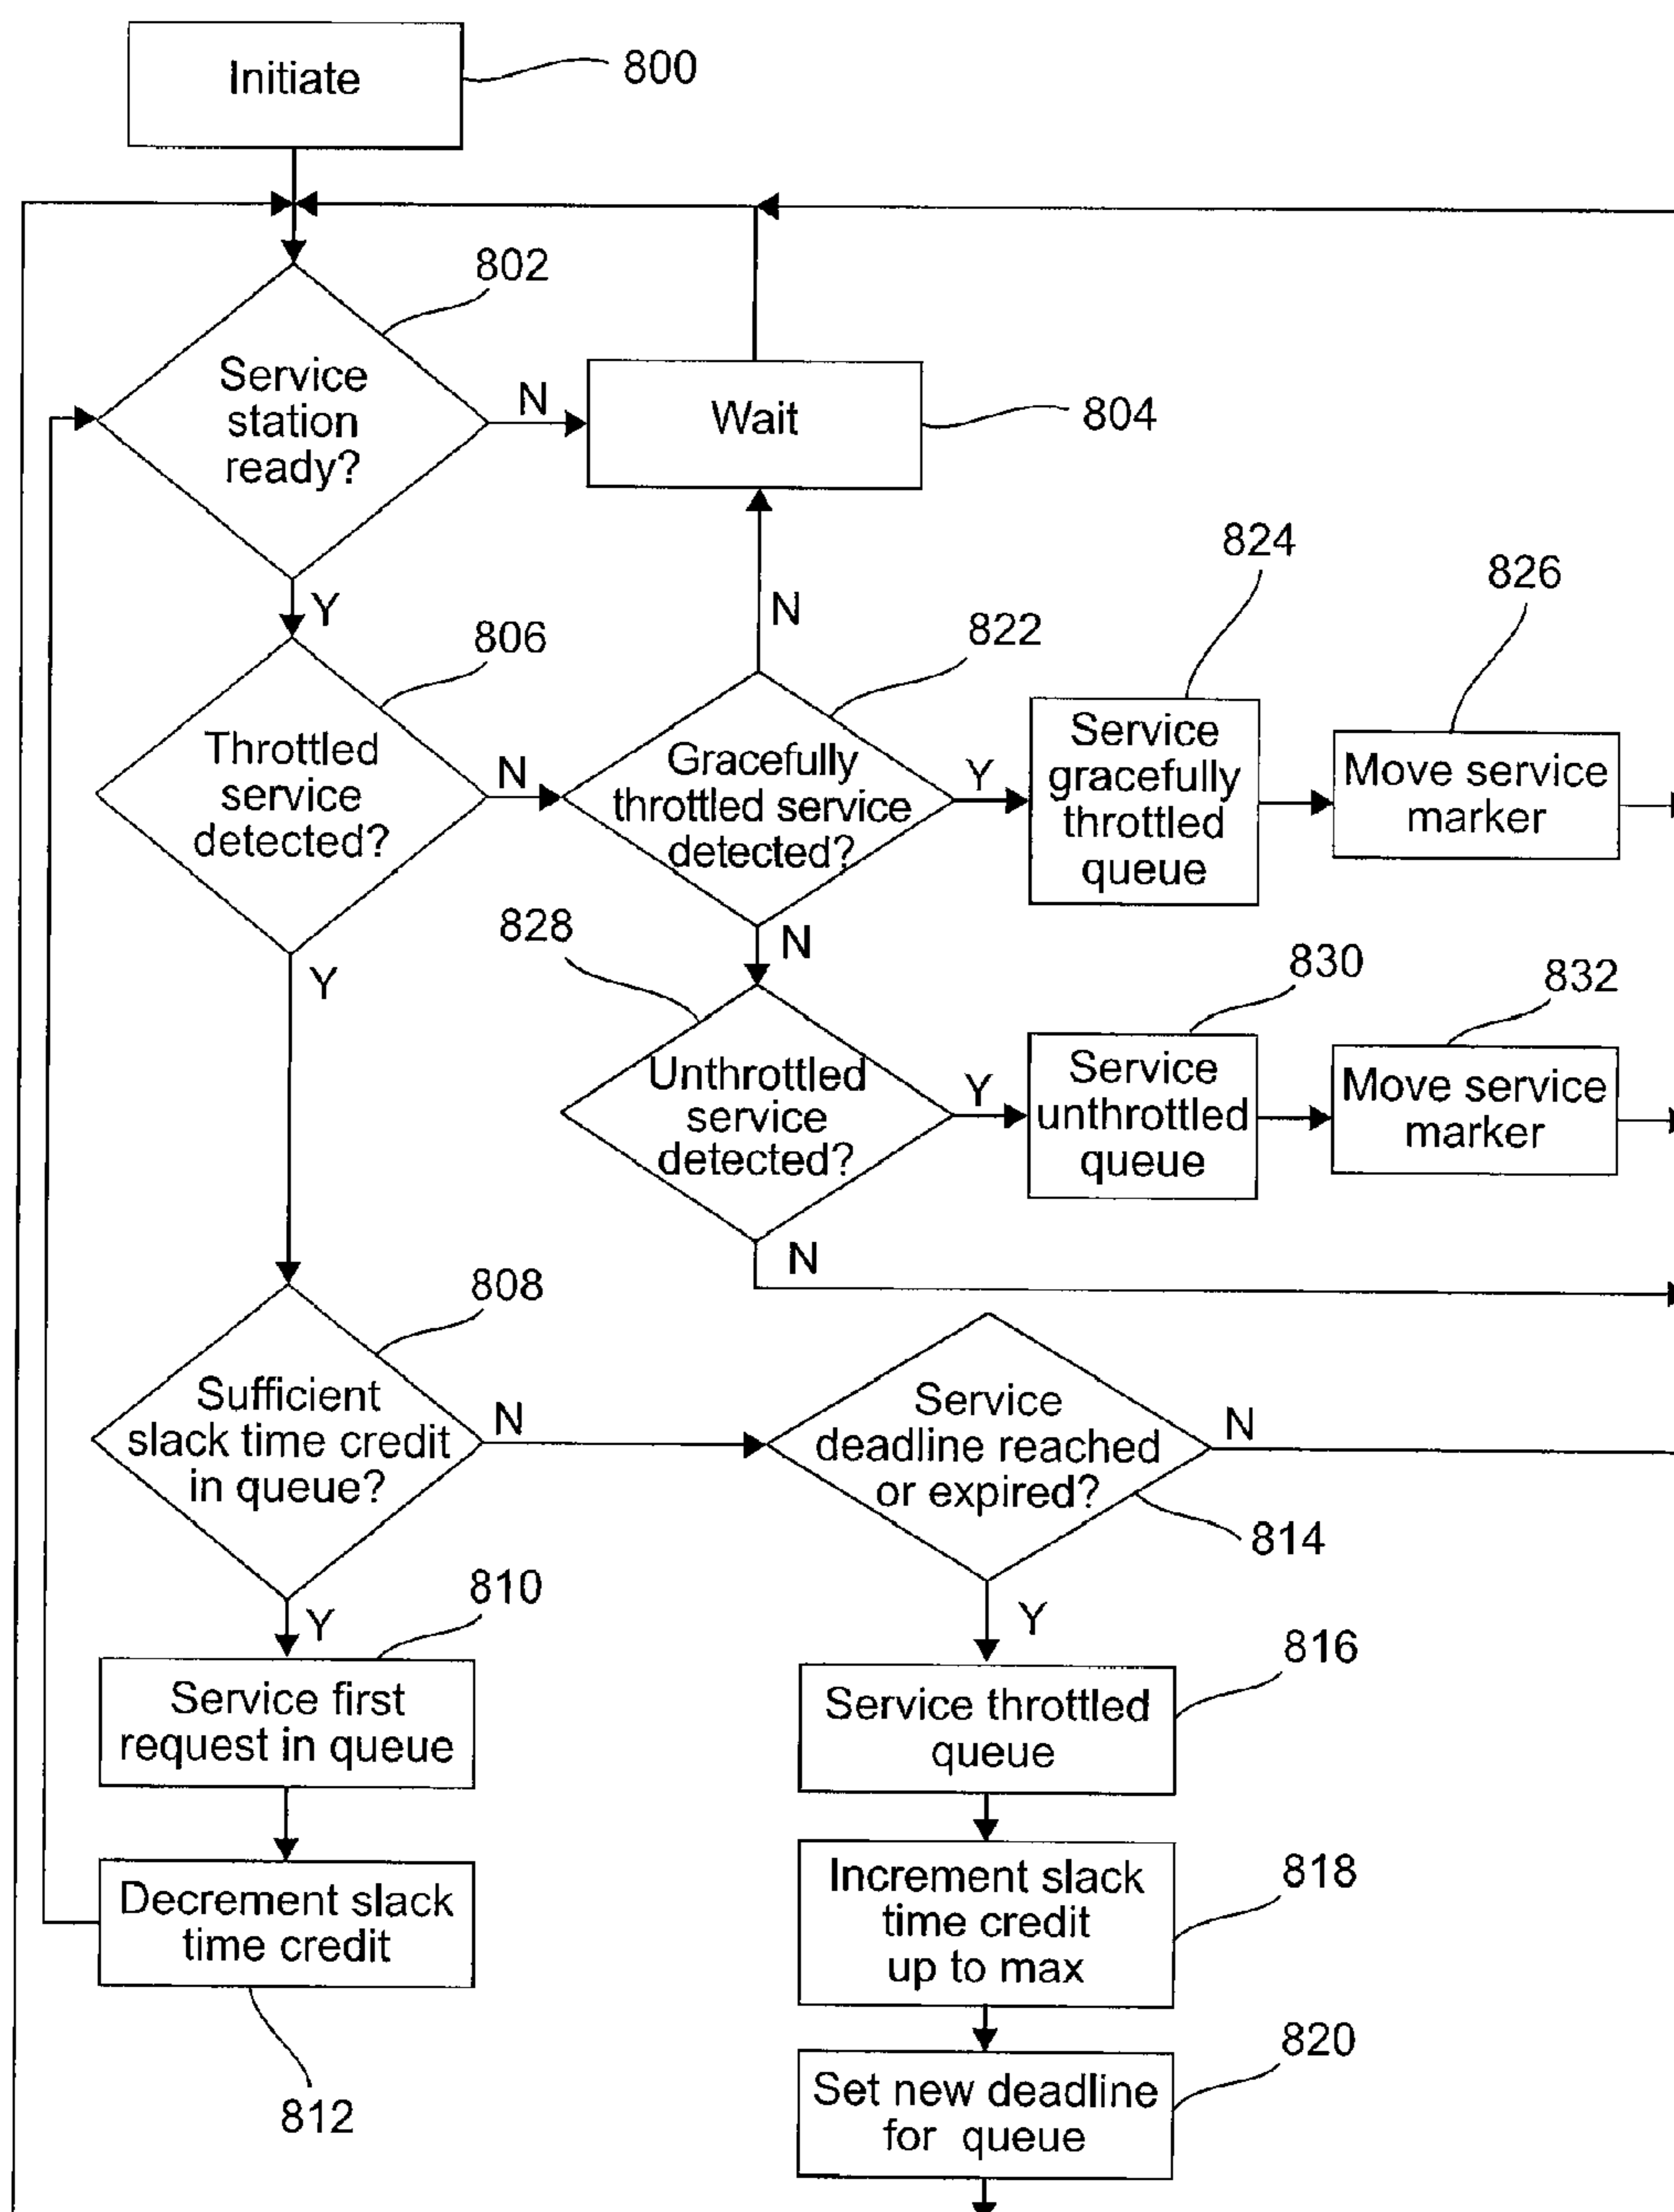 Initiate
800
802
Service
station
ready?
N
Wait
804
Y
806
Throttled
service
detected?
N
N
822
Gracefully
throttled service
detected?
Y
824
Service
gracefully
throttled
queue
826
Move service
marker
Y
N
828
Unthrottled
service
detected?
Y
830
Service
unthrottled
queue
832
Move service
marker
N
808
Sufficient
slack time credit
in queue?
N
Service
deadline reached
or expired?
N
814
Y
810
Service first
request in queue
Decrement slack
time credit
812
Y
816
Service throttled
queue
818
Increment slack
time credit
up to max
820
Set new deadline
for queue